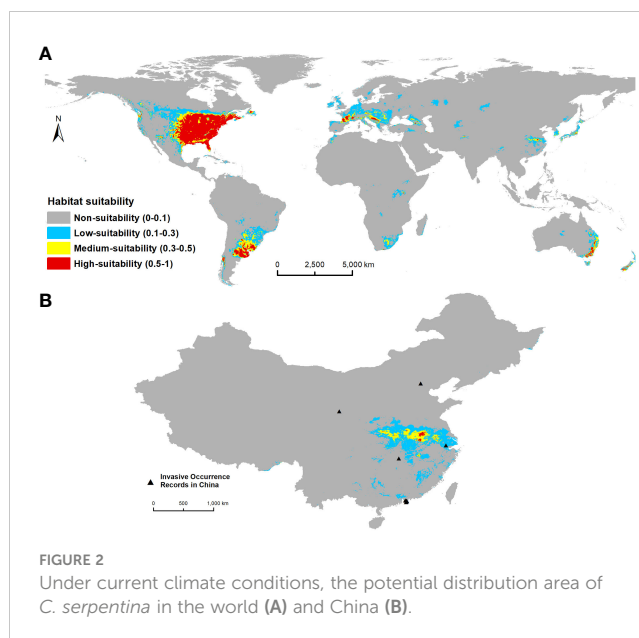 A
N
Habitat suitability
Non-suitability (0-0.1)
Low-suitability (0.1-0.3)
Medium-suitability (0.3-0.5)
High-suitability (0.5-1)
0 2,500 5,000 km
B
Invasive Occurrence
Records in China
0 500 1,000 km
FIGURE 2
Under current climate conditions, the potential distribution area of
C. serpentina in the world (A) and China (B).